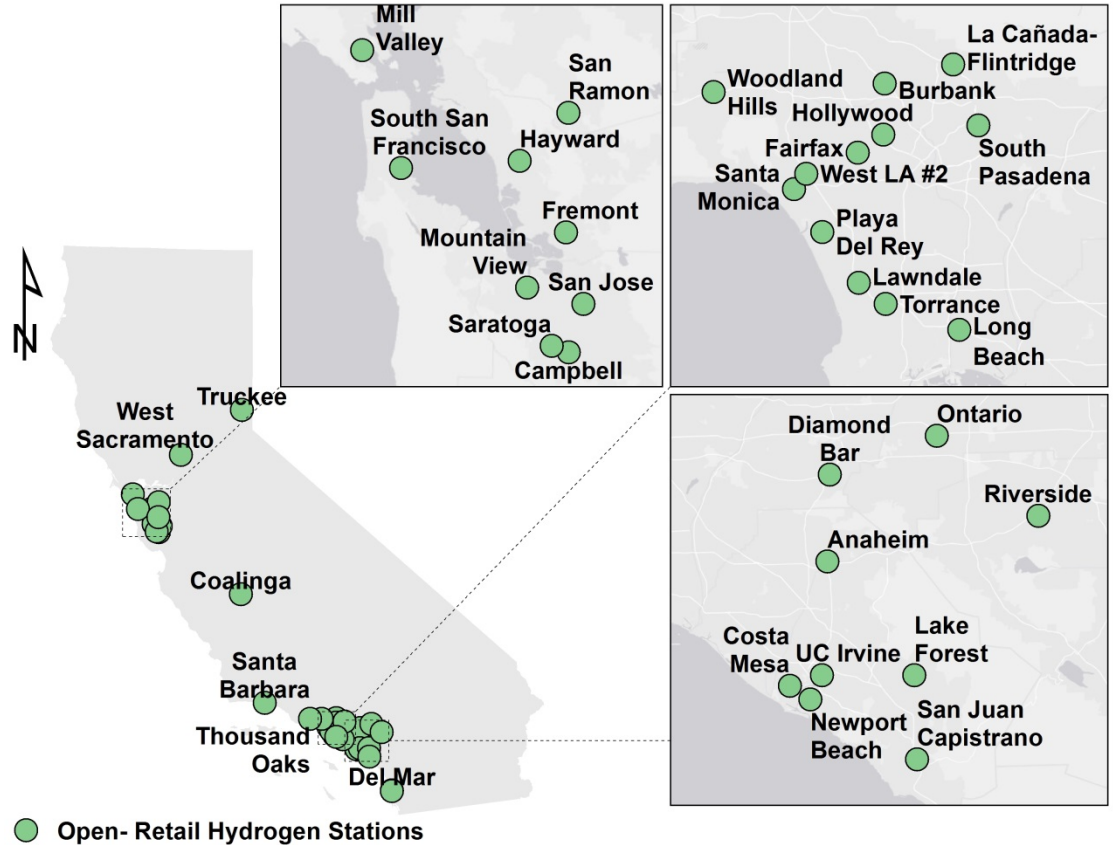 Mill
Valley
San
Ramon
South San
Francisco
Hayward
Fremont
Mountain
View
San Jose
Saratoga
Campbell
La Cañada-
Flintridge
Woodland
Hills
Burbank
Hollywood
Fairfax
South
Pasadena
Santa
Monica
West LA #2
Playa
Del Rey
Lawndale
Torrance
Long
Beach
N
Truckee
West
Sacramento
Coalinga
Santa
Barbara
Thousand
Oaks
Del Mar
Ontario
Diamond
Bar
Riverside
Anaheim
Costa
Mesa
UC Irvine
Lake
Forest
Newport
Beach
San Juan
Capistrano
Open- Retail Hydrogen Stations